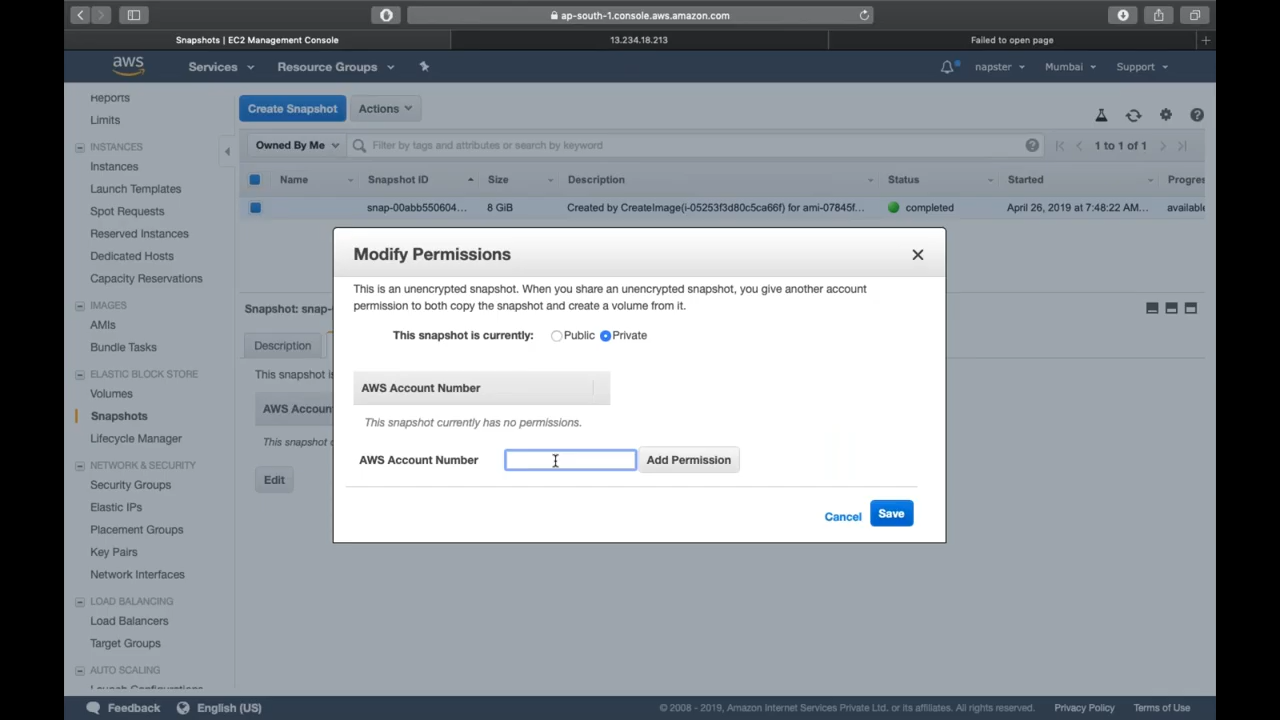 ap-south-1.console.aws.amazon.com
Snapshots | EC2 Management Console
13.234.18.213
Failed to open page
aws
Services
Resource Groups
napster
Mumbai
Support
Reports
Limits
INSTANCES
Instances
Launch Templates
Spot Requests
Reserved Instances
Dedicated Hosts
Capacity Reservations
IMAGES
AMIs
Bundle Tasks
ELASTIC BLOCK STORE
Volumes
Snapshots
Lifecycle Manager
NETWORK & SECURITY
Security Groups
Elastic IPs
Placement Groups
Key Pairs
Network Interfaces
LOAD BALANCING
Load Balancers
Target Groups
AUTO SCALING
Create Snapshot
Actions
Owned By Me
Filter by tags and attributes or search by keyword
1 to 1 of 1
Name
Snapshot ID
Size
Description
Status
Started
Progres
snap-00abb550604...
8 GiB
Created by CreateImage(i-05253f3d80c5ca66f) for ami-07845f...
completed
April 26, 2019 at 7:48:22 AM...
available
Snapshot: snap-
Description
This snapshot is
AWS Accoun
This snapshot c
Edit
Modify Permissions
This is an unencrypted snapshot. When you share an unencrypted snapshot, you give another account
permission to both copy the snapshot and create a volume from it.
This snapshot is currently:
Public
Private
AWS Account Number
This snapshot currently has no permissions.
AWS Account Number
Add Permission
Cancel
Save
Feedback
English (US)
© 2008 - 2019, Amazon Internet Services Private Ltd. or its affiliates. All rights reserved.
Privacy Policy
Terms of Use